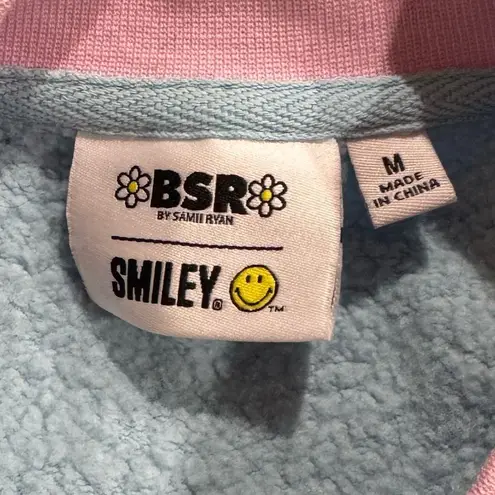 BSR
BY SAMII RYAN
SMILEY®
TM
M
MADE
IN CHINA